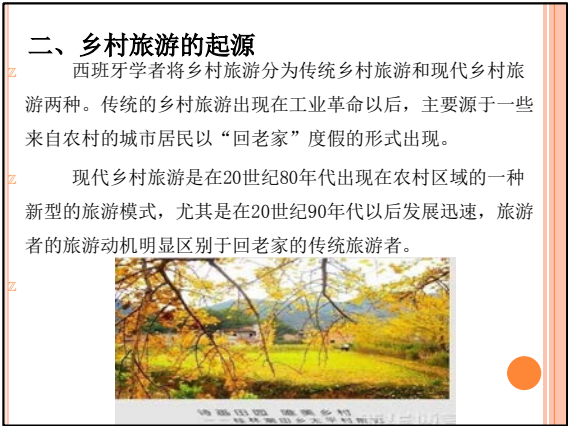 二、乡村旅游的起源
z 西班牙学者将乡村旅游分为传统乡村旅游和现代乡村旅
游两种。传统的乡村旅游出现在工业革命以后，主要源于一些
来自农村的城市居民以“回老家”度假的形式出现。
z 现代乡村旅游是在20世纪80年代出现在农村区域的一种
新型的旅游模式，尤其是在20世纪90年代以后发展迅速，旅游
者的旅游动机明显区别于回老家的传统旅游者。
z
诗画田园 唯美乡村